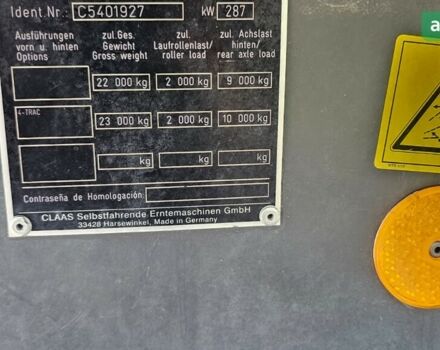 Ident.Nr.: C5401927 kW 287
Ausführungen vorn u. hinten Options
zul.Ges. Gewicht Gross weight
zul. Laufrollenlast/ roller load
zul. Achslast hinten/ rear axle load
22 000 kg 2 000 kg 9 000 kg
4-TRAC 23 000 kg 2 000 kg 10 000 kg
kg kg kg
Contraseña de Homologación:
CLAAS Selbstfahrende Erntemaschinen GmbH
33428 Harsewinkel, Made in Germany
a